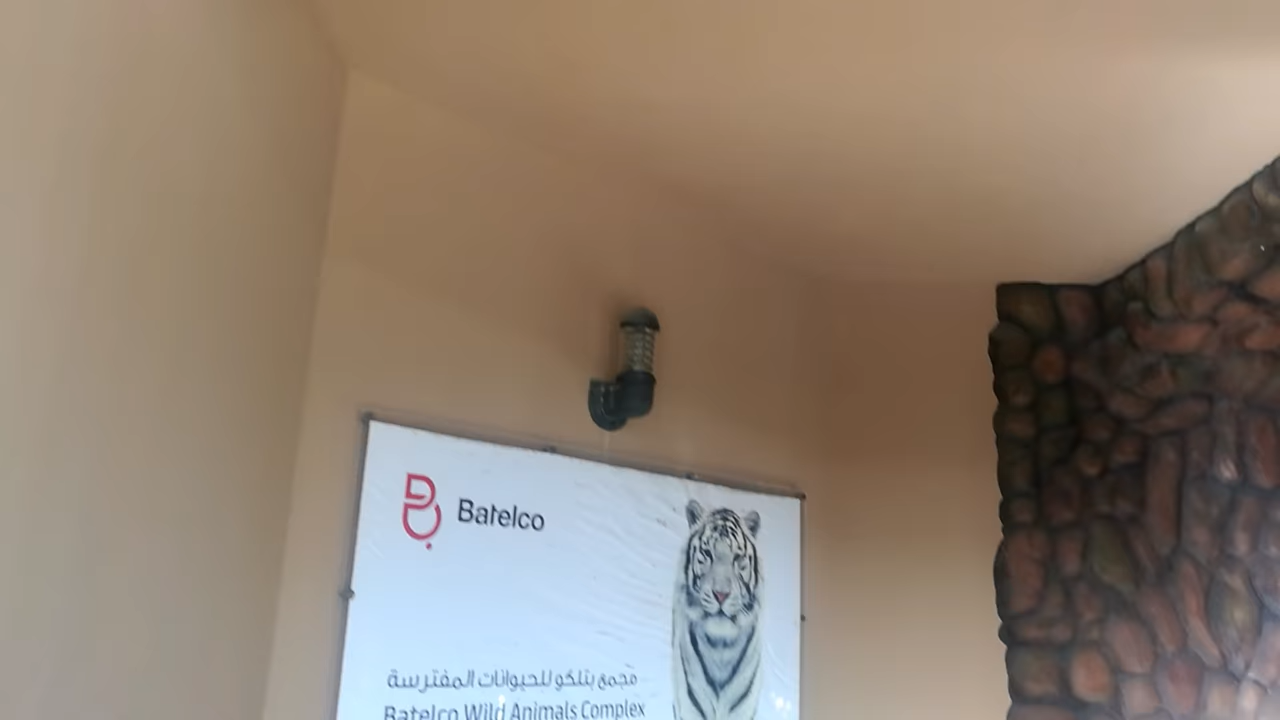 Batelco
مجمع بتلكو للحيوانات المفترسة
Batelco Wild Animals Complex